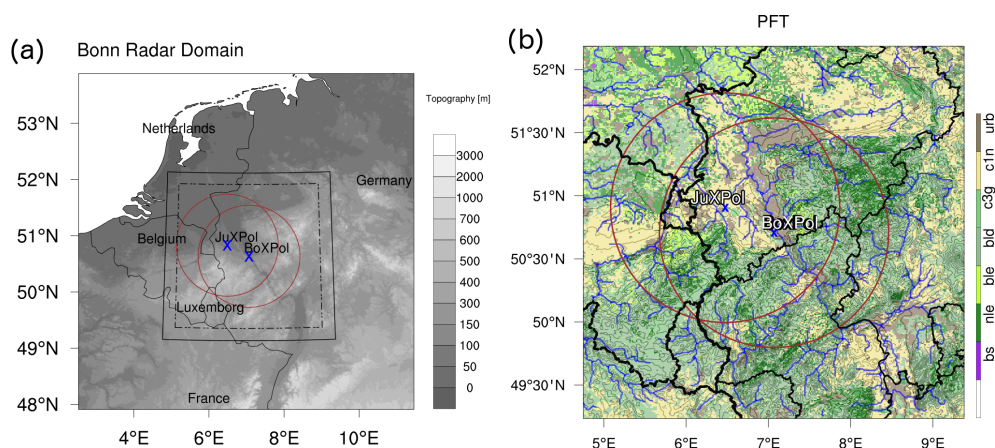 (a)
Bonn Radar Domain
Topography [m]
53°N
52°N
51°N
50°N
49°N
48°N
4°E
6°E
8°E
10°E
Netherlands
Germany
Belgium
JuXPol
BoXPol
Luxemborg
France
3000
2000
1000
700
600
500
400
300
150
100
50
0
(b)
PFT
52°N
51°30'N
51°N
50°30'N
50°N
49°30'N
5°E
6°E
7°E
8°E
9°E
JuXPol
BoXPol
urb
c1n
c3g
bld
ble
nle
bs